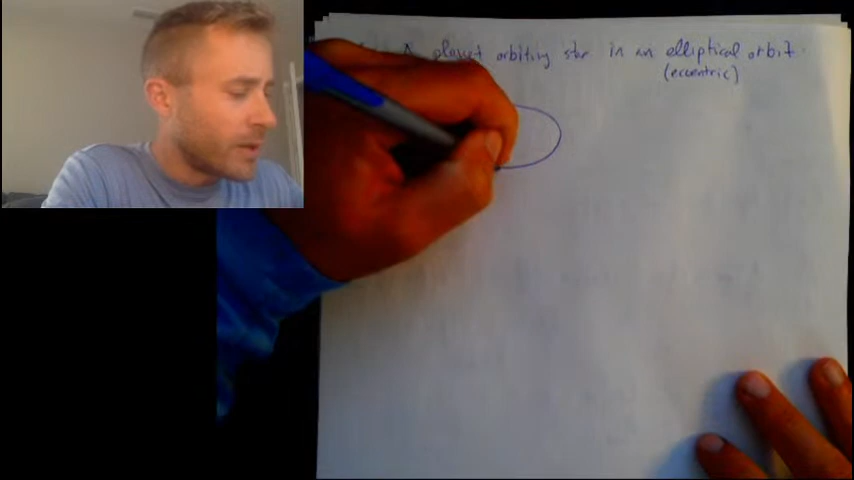 A planet orbiting star in an elliptical orbit.
(eccentric)